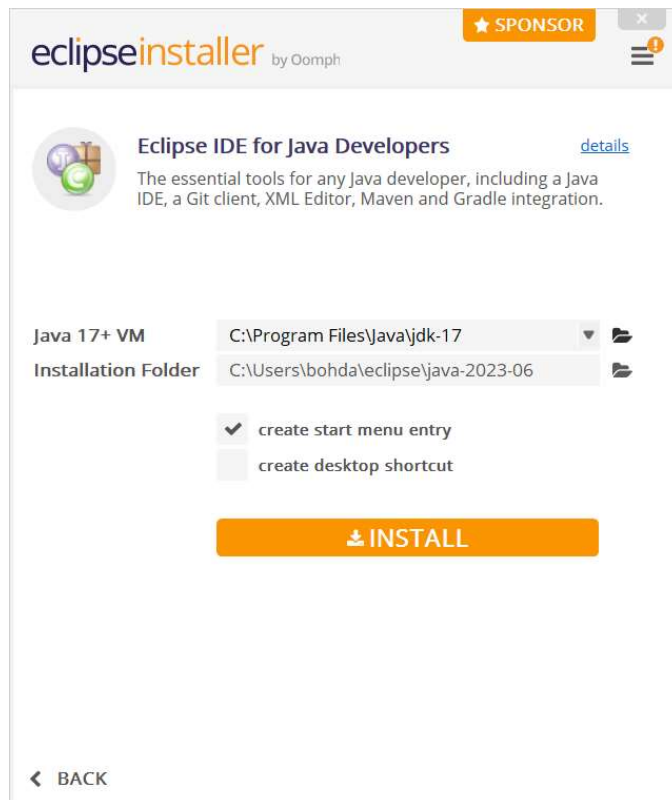 SPONSOR
eclipseinstaller by Oomph
Eclipse IDE for Java Developers
details
The essential tools for any Java developer, including a Java
IDE, a Git client, XML Editor, Maven and Gradle integration.
Java 17+ VM
C:\Program Files\Java\jdk-17
Installation Folder
C:\Users\bohda\eclipse\java-2023-06
create start menu entry
create desktop shortcut
INSTALL
BACK